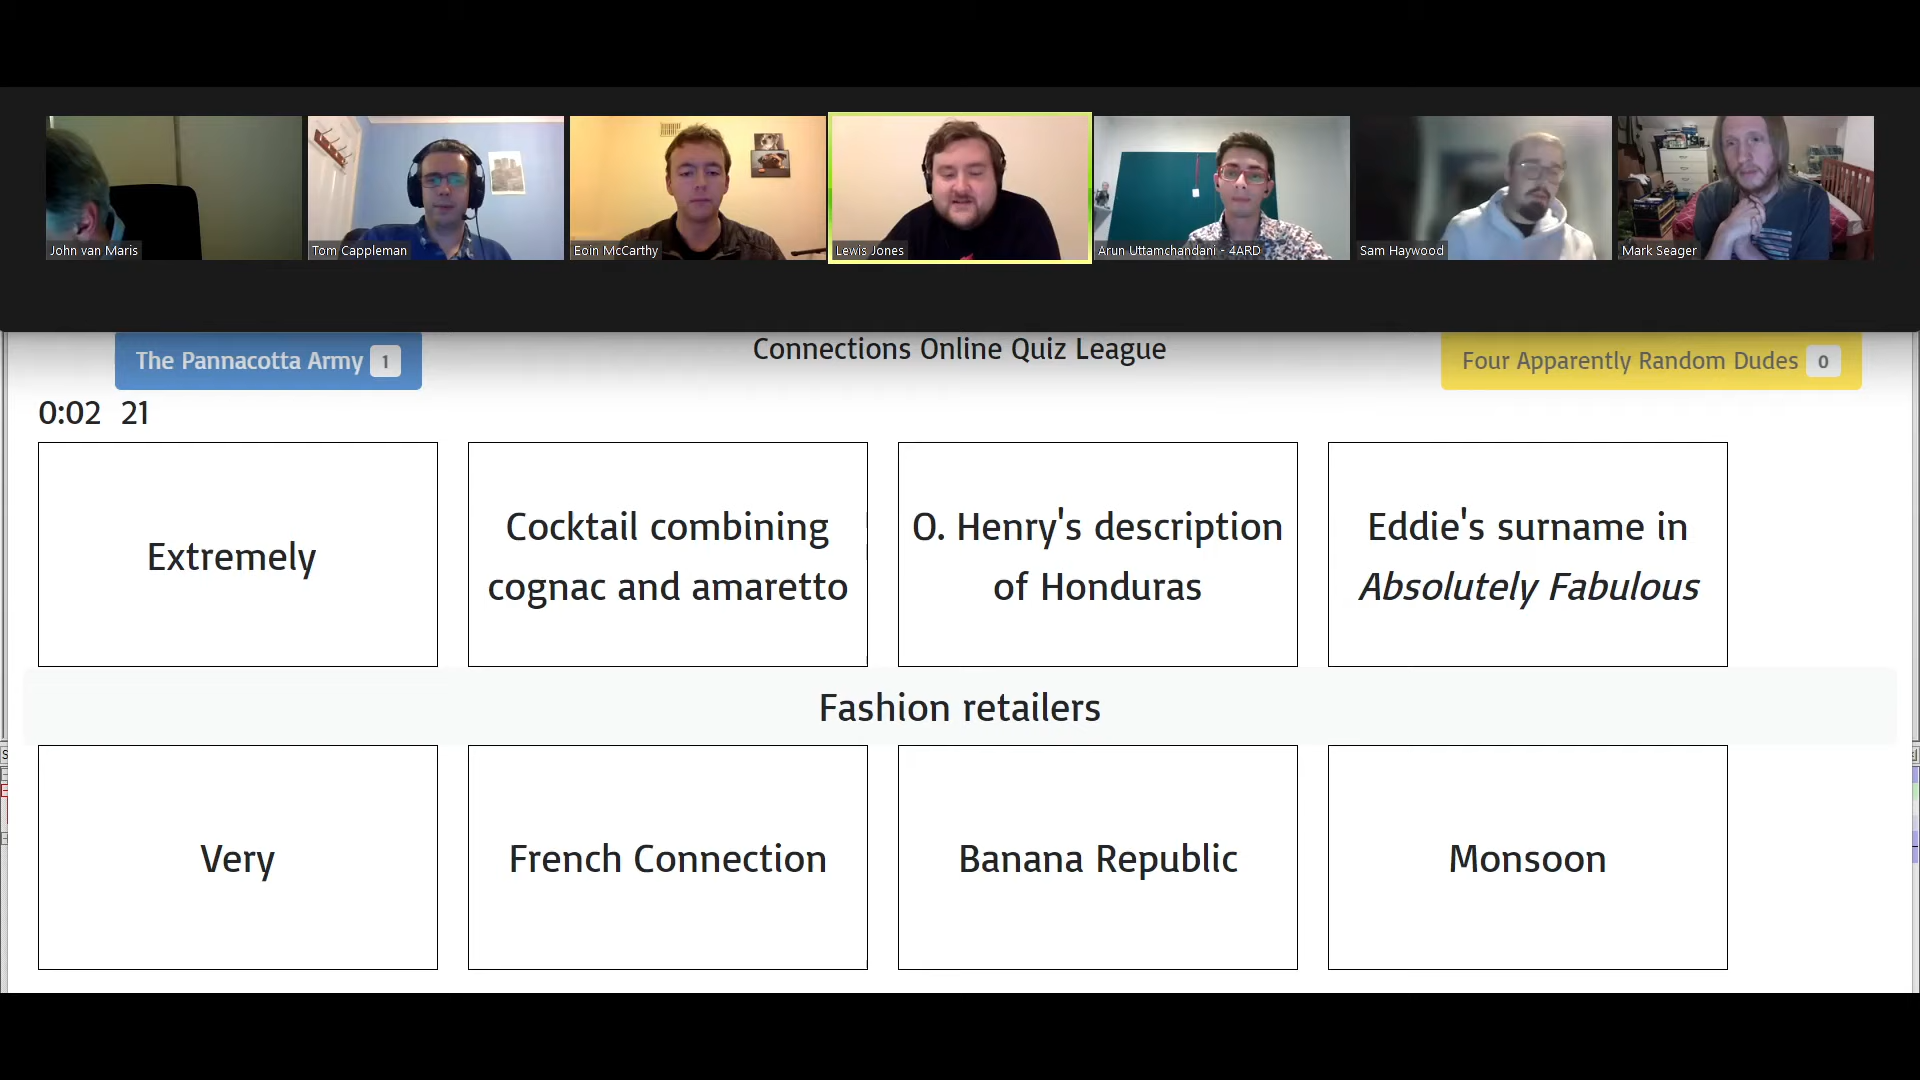 John van Maris
Tom Cappleman
Eoin McCarthy
Lewis Jones
Arun Uttamchandani - 4ARD
Sam Haywood
Mark Seager
The Pannacotta Army 1
Connections Online Quiz League
Four Apparently Random Dudes 0
0:02 21
Extremely
Cocktail combining
cognac and amaretto
O. Henry's description
of Honduras
Eddie's surname in
Absolutely Fabulous
Fashion retailers
Very
French Connection
Banana Republic
Monsoon